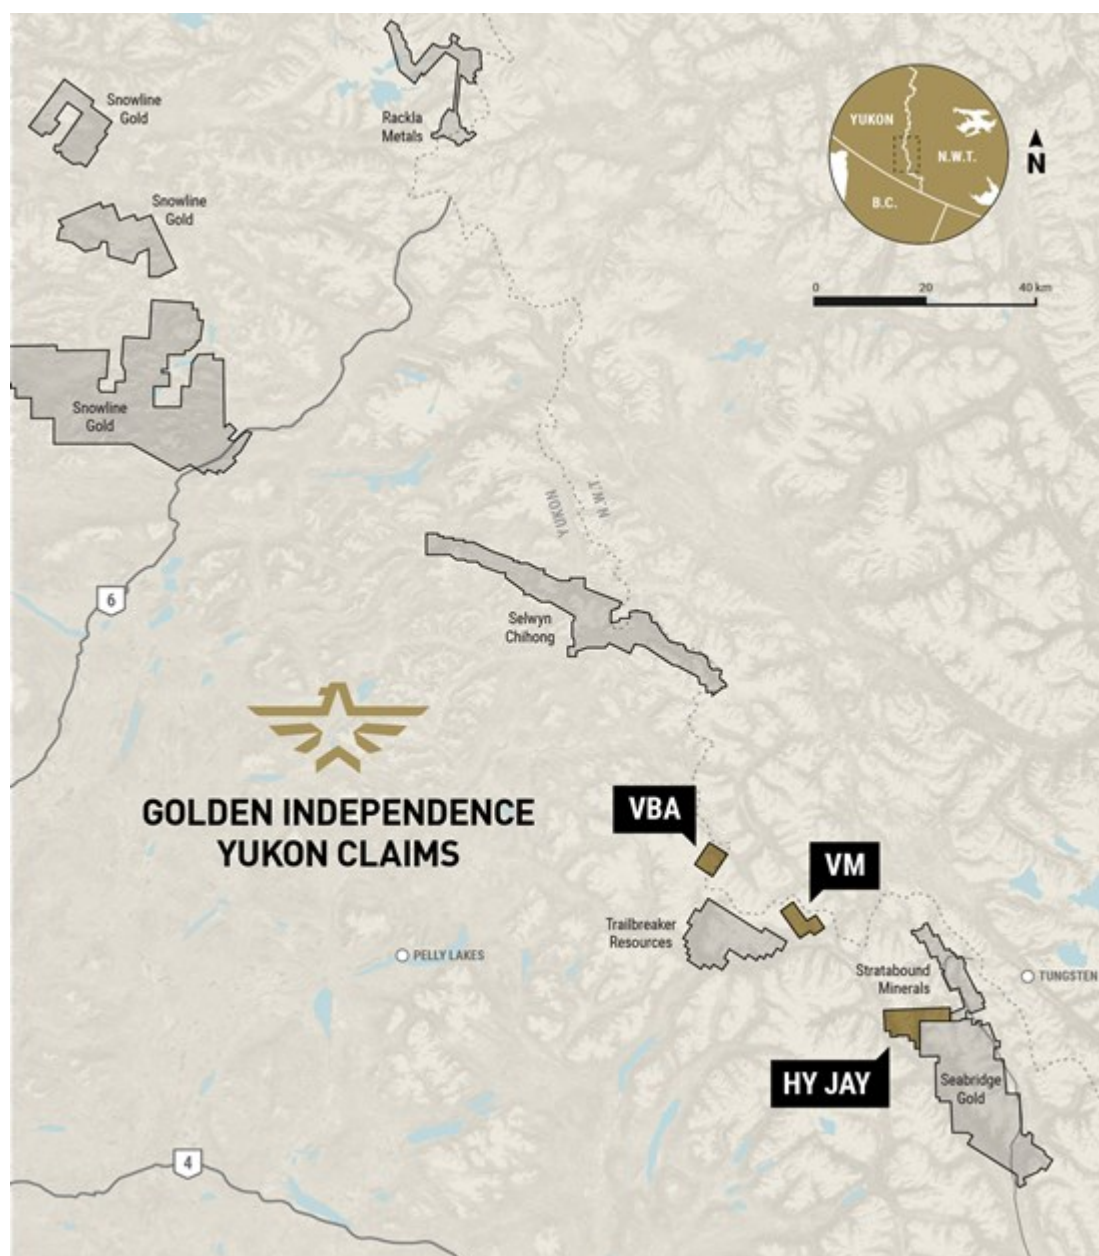 Snowline
Gold
Rackla
Metals
YUKON
N.W.T.
B.C.
N
Snowline
Gold
0 20 40 km
Snowline
Gold
YUKON
N.W.T.
6
Selwyn
Chihong
GOLDEN INDEPENDENCE
YUKON CLAIMS
VBA
VM
Trailbreaker
Resources
PELLY LAKES
Stratabound
Minerals
TUNGSTEN
HY JAY
Seabridge
Gold
4